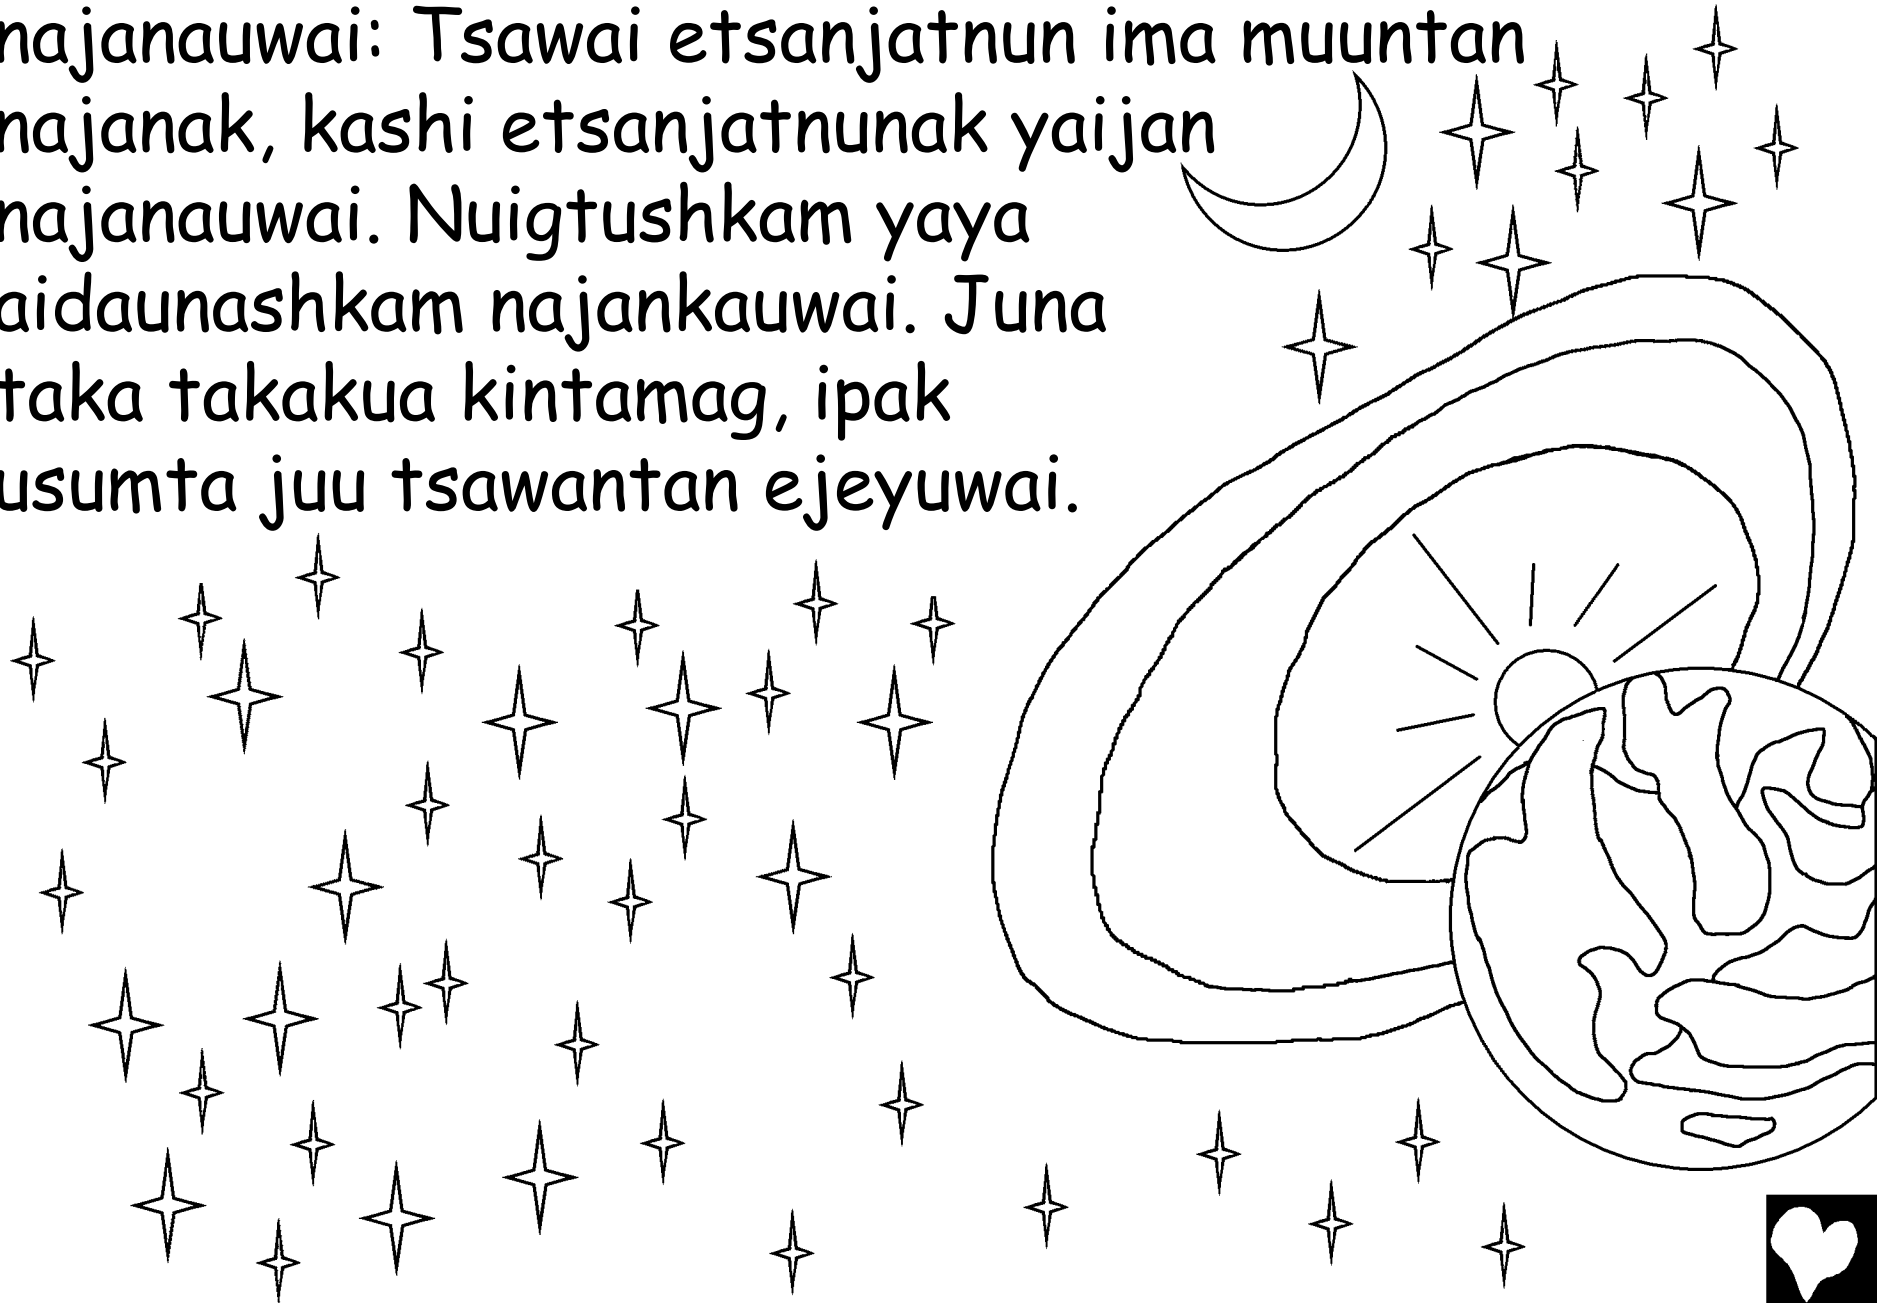 najanauwai: Tsawai etsanjatnun ima muuntan
najanak, kashi etsanjatnunak yaijan
najanauwai. Nuigtushkam yaya
aidaunashkam najankauwai. Juna
taka takakua kintamag, ipak
usumta juu tsawantan ejeyuwai.